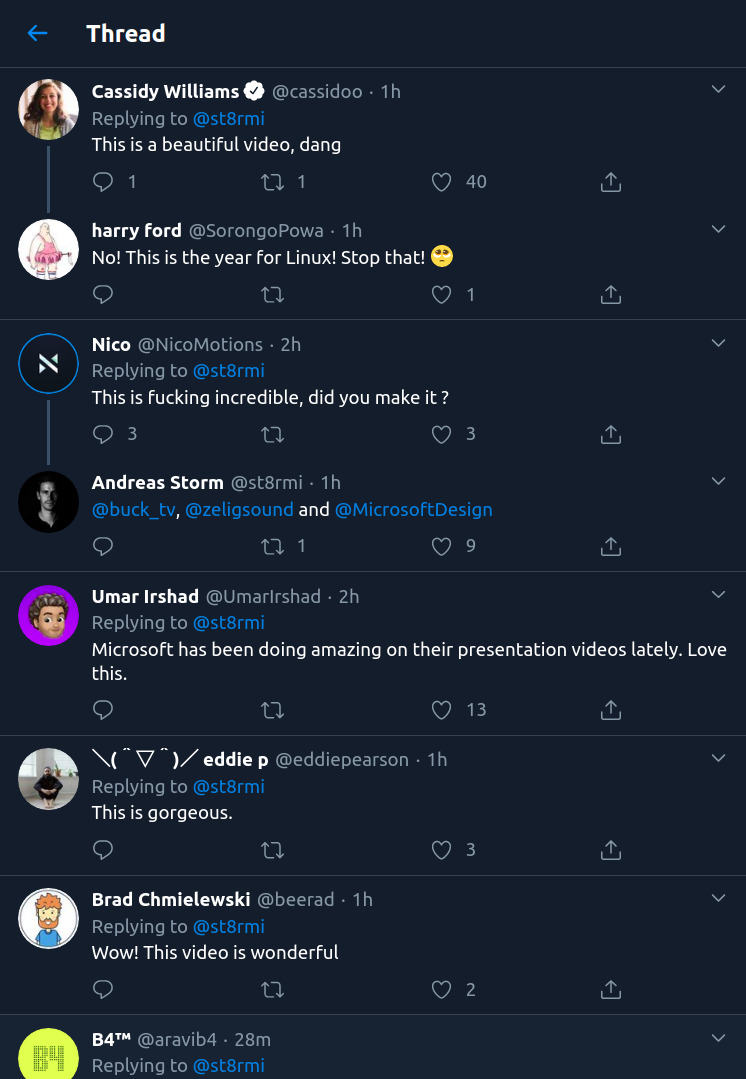 Thread
Cassidy Williams @cassidoo · 1h
Replying to @st8rmi
This is a beautiful video, dang
1 1 40
harry ford @SorongoPowa · 1h
No! This is the year for Linux! Stop that! 🥺
1
Nico @NicoMotions · 2h
Replying to @st8rmi
This is fucking incredible, did you make it ?
3 3
Andreas Storm @st8rmi · 1h
@buck_tv, @zeligsound and @MicrosoftDesign
1 9
Umar Irshad @UmarIrshad · 2h
Replying to @st8rmi
Microsoft has been doing amazing on their presentation videos lately. Love
this.
13
＼(＾▽＾)／ eddie p @eddiepearson · 1h
Replying to @st8rmi
This is gorgeous.
3
Brad Chmielewski @beerad · 1h
Replying to @st8rmi
Wow! This video is wonderful
2
B4™ @aravib4 · 28m
B4
Replying to @st8rmi